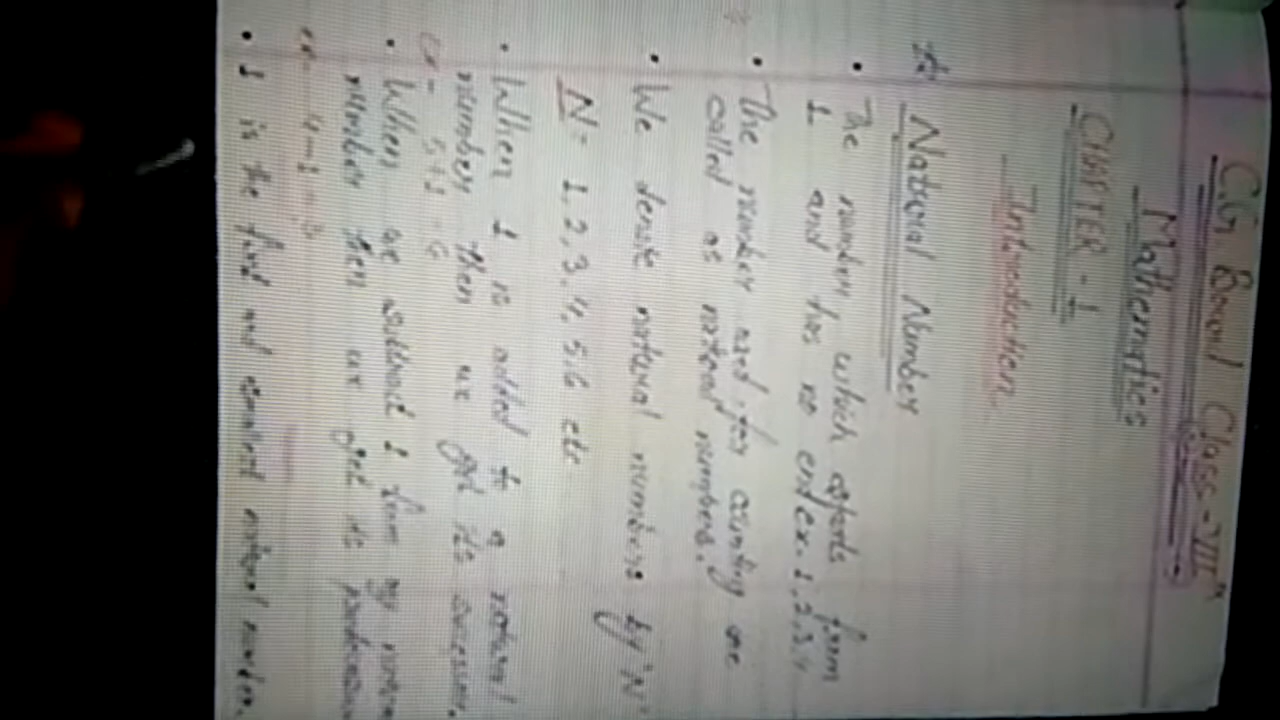 CG Board Class - VIIth
Mathematics
CHAPTER - 1
Introduction
Natural Number
• The number which starts from
1 and has no end ex. 1,2,3,4
• The number used for counting are
called as natural numbers.
• We denote natural numbers by 'N'
N = 1, 2, 3, 4, 5, 6 etc
• When 1 is added to a natural
number then we get its successor.
ex - 5+1 = 6
• When we subtract 1 from any
number then we get its
ex - 4-1 = 3
• 1 is the first and smallest natural number.